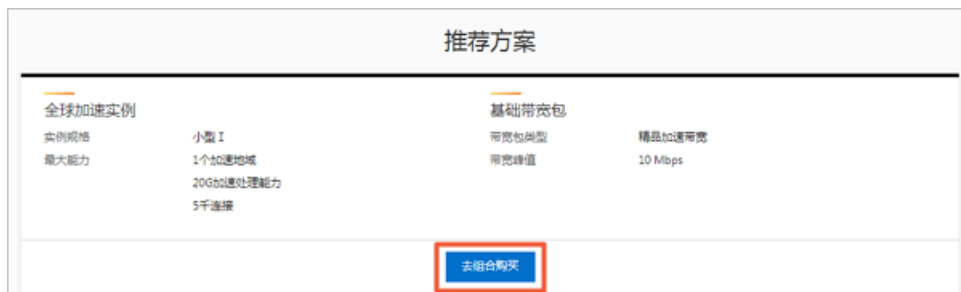 推荐方案
全球加速实例
实例规格 小型 I
最大能力 1个加速地域
20G加速处理能力
5千连接
基础带宽包
带宽包类型 精品加速带宽
带宽峰值 10 Mbps
去组合购买